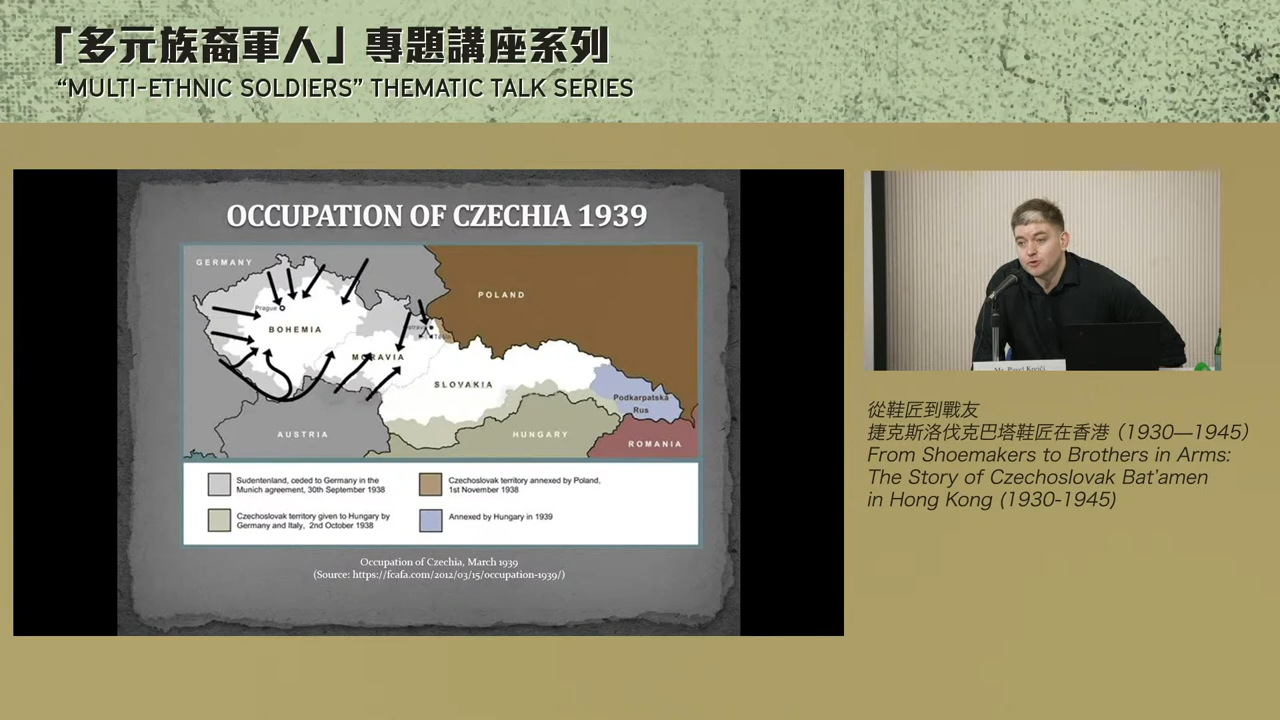 「多元族裔軍人」專題講座系列
“MULTI-ETHNIC SOLDIERS” THEMATIC TALK SERIES
OCCUPATION OF CZECHIA 1939
GERMANY
POLAND
Prague
BOHEMIA
MORAVIA
SLOVAKIA
Podkarpatská
Rus
AUSTRIA
HUNGARY
ROMANIA
Sudentenland, ceded to Germany in the
Munich agreement, 30th September 1938
Czechoslovak territory annexed by Poland,
1st November 1938
Czechoslovak territory given to Hungary by
Germany and Italy, 2nd October 1938
Annexed by Hungary in 1939
Occupation of Czechia, March 1939
(Source: https://fcafa.com/2012/03/15/occupation-1939/)
Mr. Pavel Krejčí
從鞋匠到戰友
捷克斯洛伐克巴塔鞋匠在香港（1930—1945）
From Shoemakers to Brothers in Arms:
The Story of Czechoslovak Bat'amen
in Hong Kong (1930-1945)